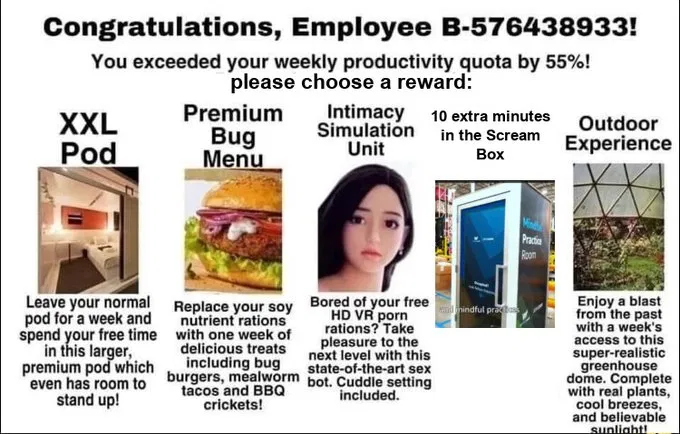 Congratulations, Employee B-576438933!
You exceeded your weekly productivity quota by 55%!
please choose a reward:
XXL
Pod
Leave your normal
pod for a week and
spend your free time
in this larger,
premium pod which
even has room to
stand up!
Premium
Bug
Menu
Replace your soy
nutrient rations
with one week of
delicious treats
including bug
burgers, mealworm
tacos and BBQ
crickets!
Intimacy
Simulation
Unit
Bored of your free
HD VR porn
rations? Take
pleasure to the
next level with this
state-of-the-art sex
bot. Cuddle setting
included.
10 extra minutes
in the Scream
Box
Mindful
Practice
Room
and mindful practices
Outdoor
Experience
Enjoy a blast
from the past
with a week's
access to this
super-realistic
greenhouse
dome. Complete
with real plants,
cool breezes,
and believable
sunlight!